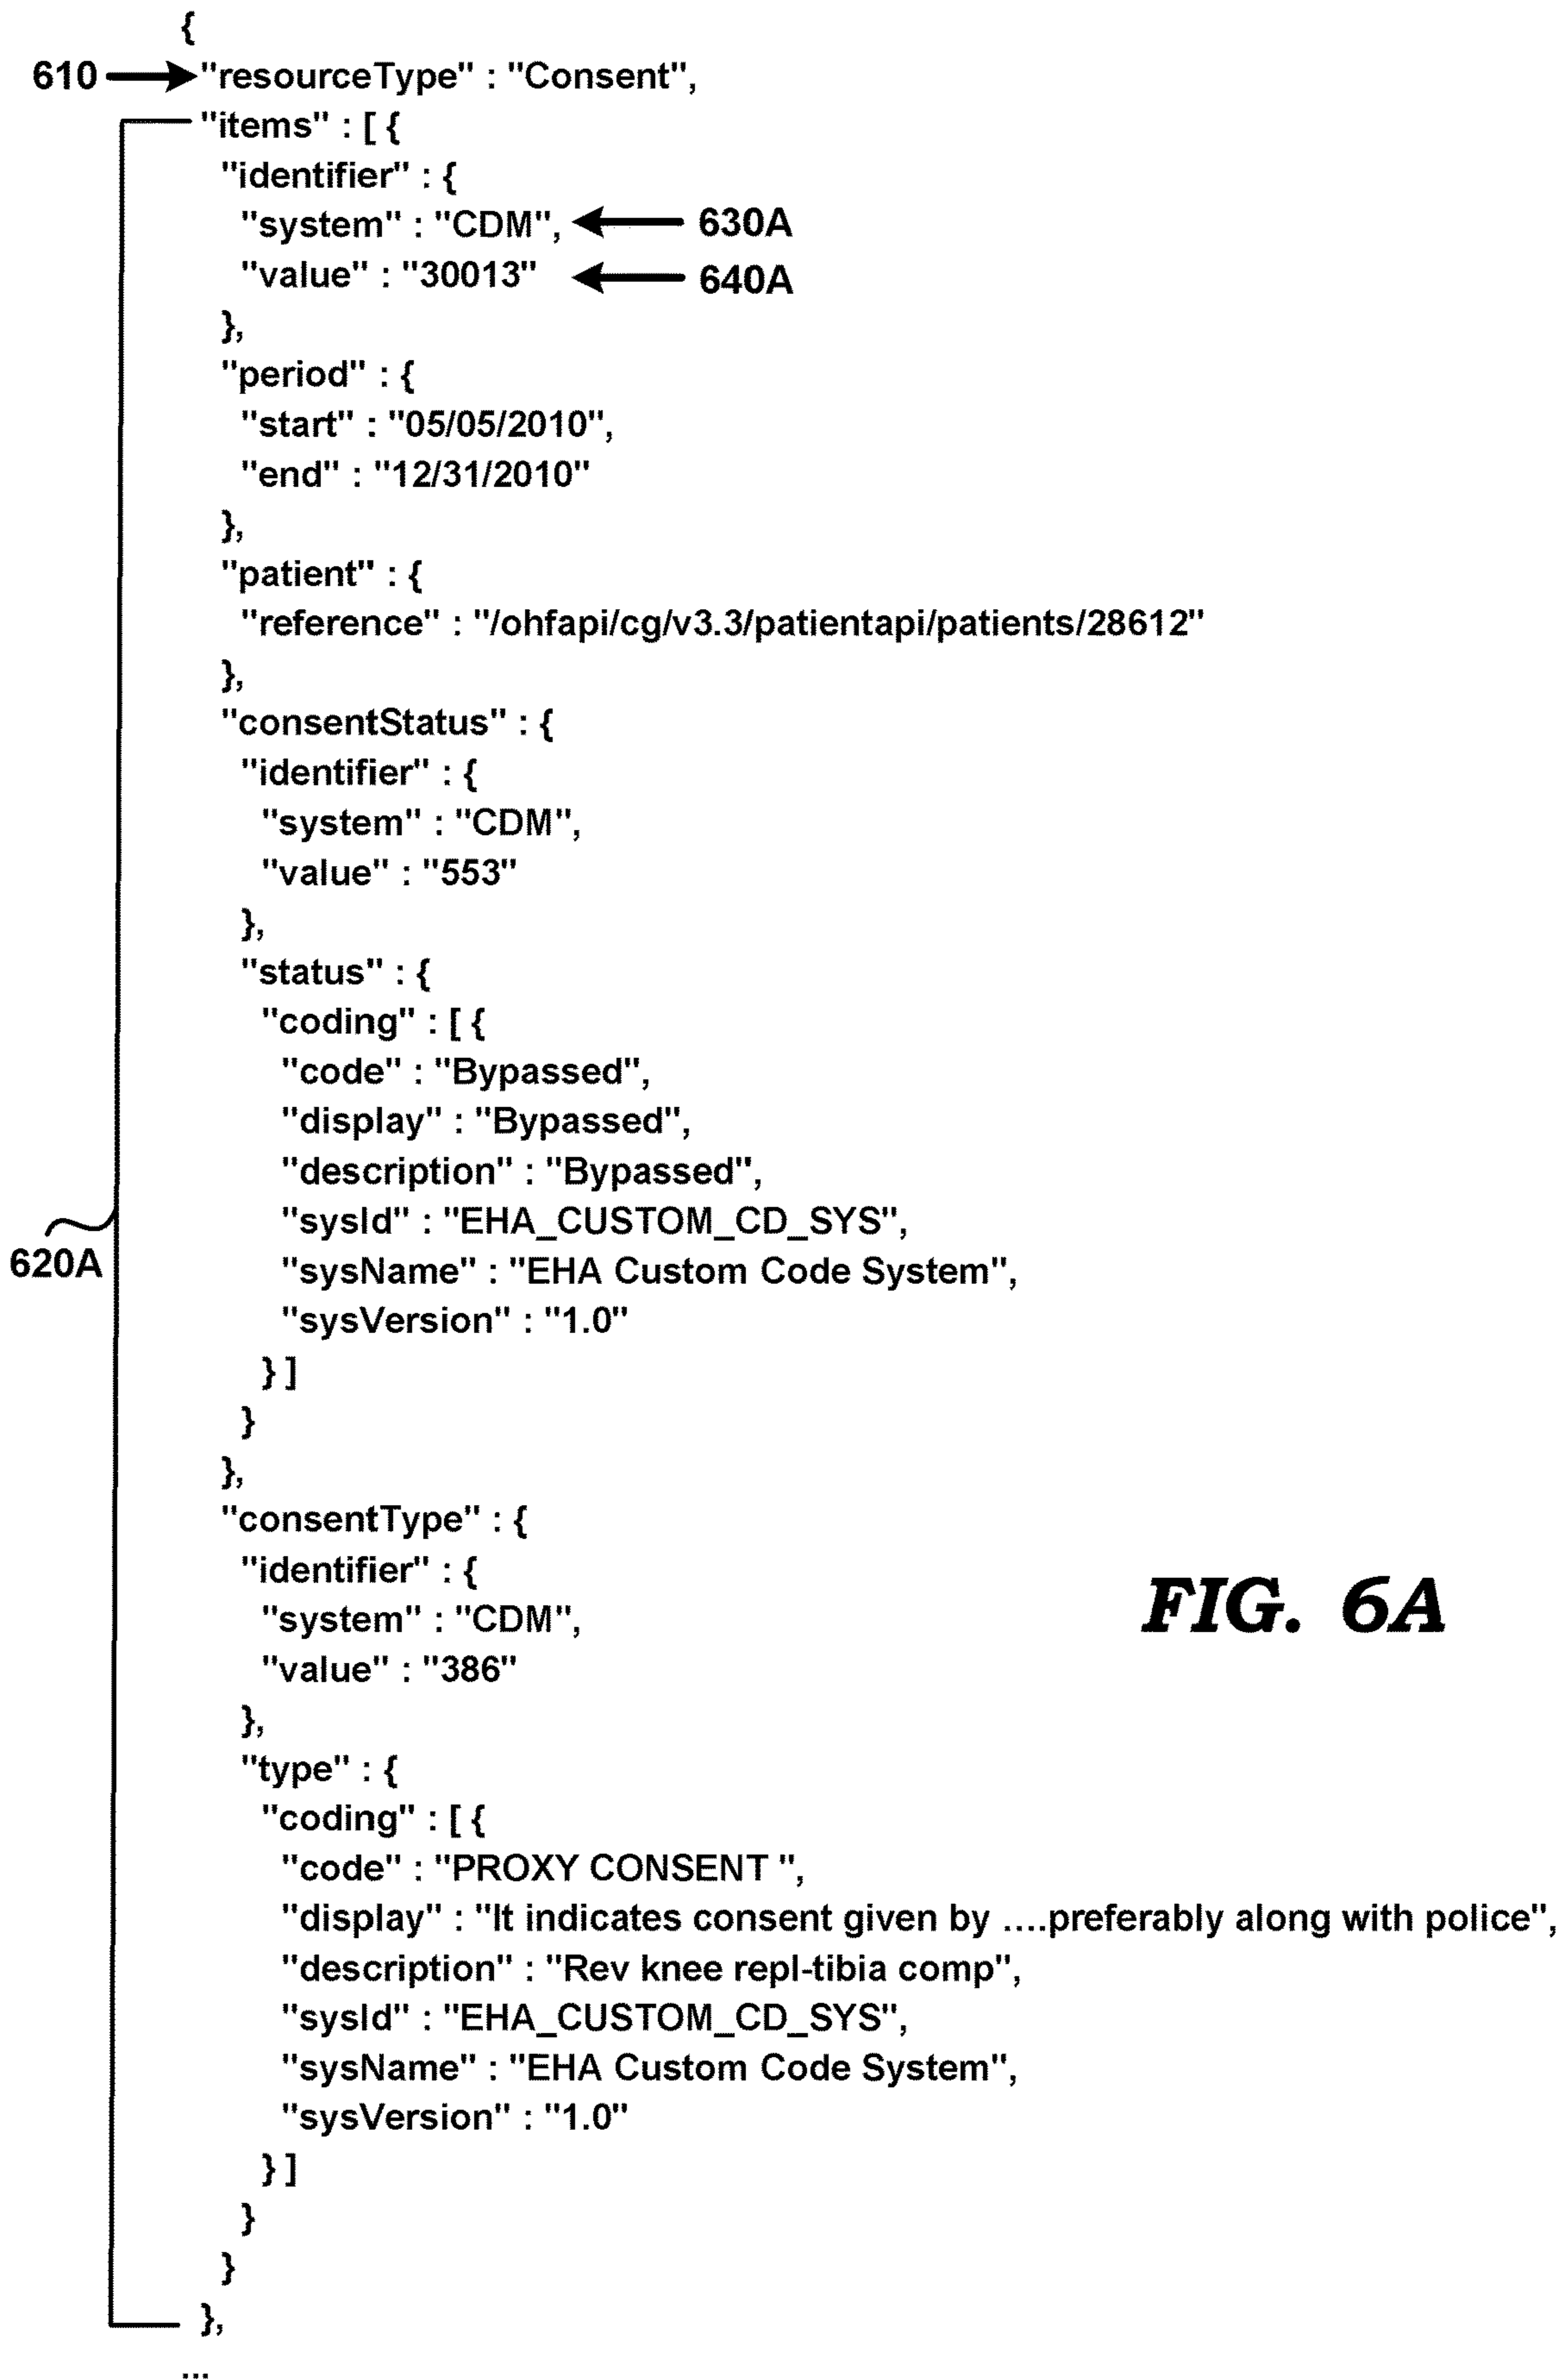 {
610 "resourceType" : "Consent",
"items" : [ {
"identifier" : {
"system" : "CDM", 630A
"value" : "30013" 640A
},
"period" : {
"start" : "05/05/2010",
"end" : "12/31/2010"
},
"patient" : {
"reference" : "/ohfapi/cg/v3.3/patientapi/patients/28612"
},
"consentStatus" : {
"identifier" : {
"system" : "CDM",
"value" : "553"
},
"status" : {
"coding" : [ {
"code" : "Bypassed",
"display" : "Bypassed",
"description" : "Bypassed",
"sysId" : "EHA_CUSTOM_CD_SYS",
620A "sysName" : "EHA Custom Code System",
"sysVersion" : "1.0"
} ]
}
},
"consentType" : {
"identifier" : {
"system" : "CDM",
"value" : "386"
},
"type" : {
"coding" : [ {
"code" : "PROXY CONSENT ",
"display" : "It indicates consent given by ....preferably along with police",
"description" : "Rev knee repl-tibia comp",
"sysId" : "EHA_CUSTOM_CD_SYS",
"sysName" : "EHA Custom Code System",
"sysVersion" : "1.0"
} ]
}
}
},
...
FIG. 6A